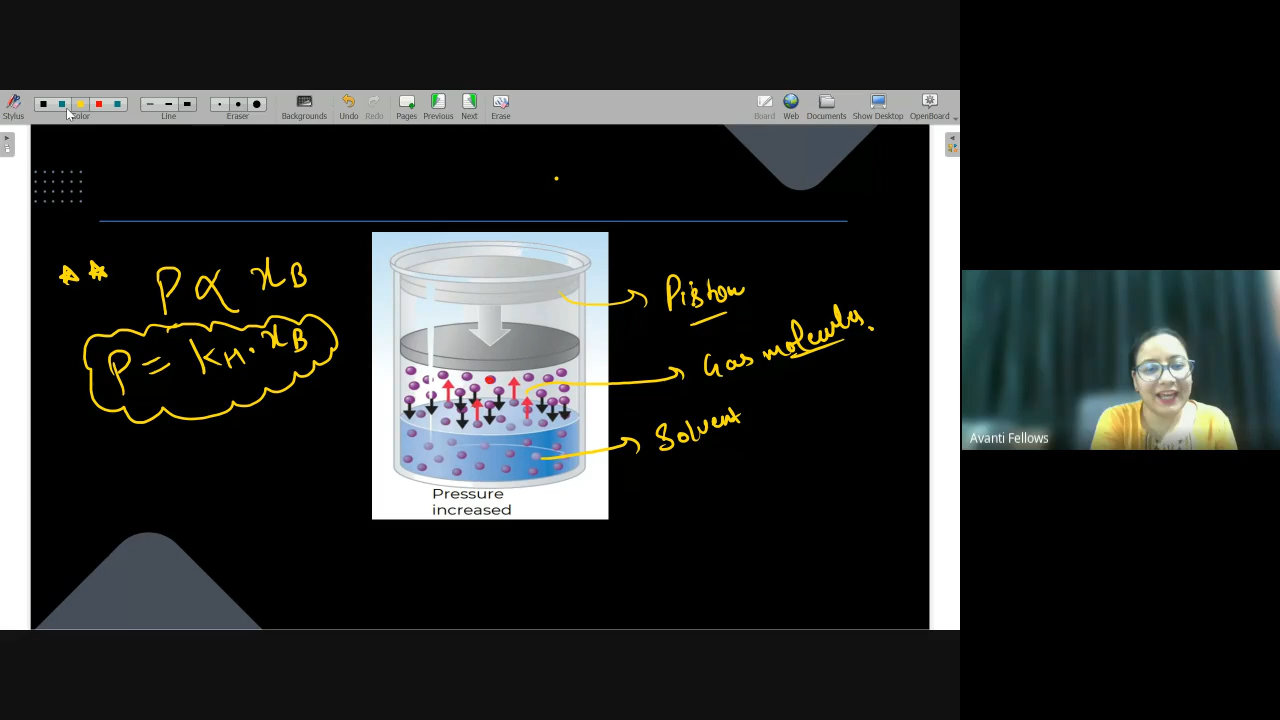 Stylus
Color
Line
Eraser
Backgrounds
Undo
Redo
Pages
Previous
Next
Erase
Board
Web
Documents
Show Desktop
OpenBoard
P ∝ xB
P = KH · xB
Piston
Gas molecules.
Solvent
Pressure
increased
Avanti Fellows